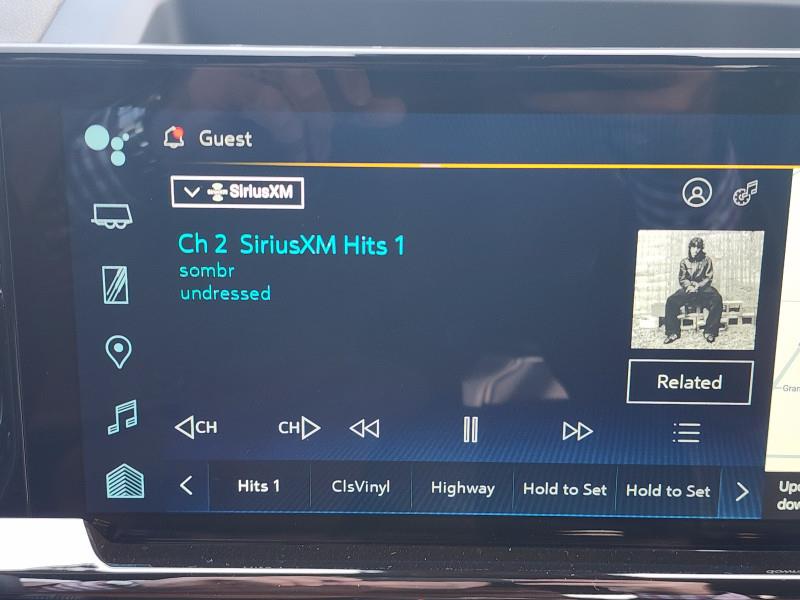 Guest
SiriusXM
Ch 2 SiriusXM Hits 1
sombr
undressed
Related
CH
CH
Hits 1
ClsVinyl
Highway
Hold to Set
Hold to Set
Gran